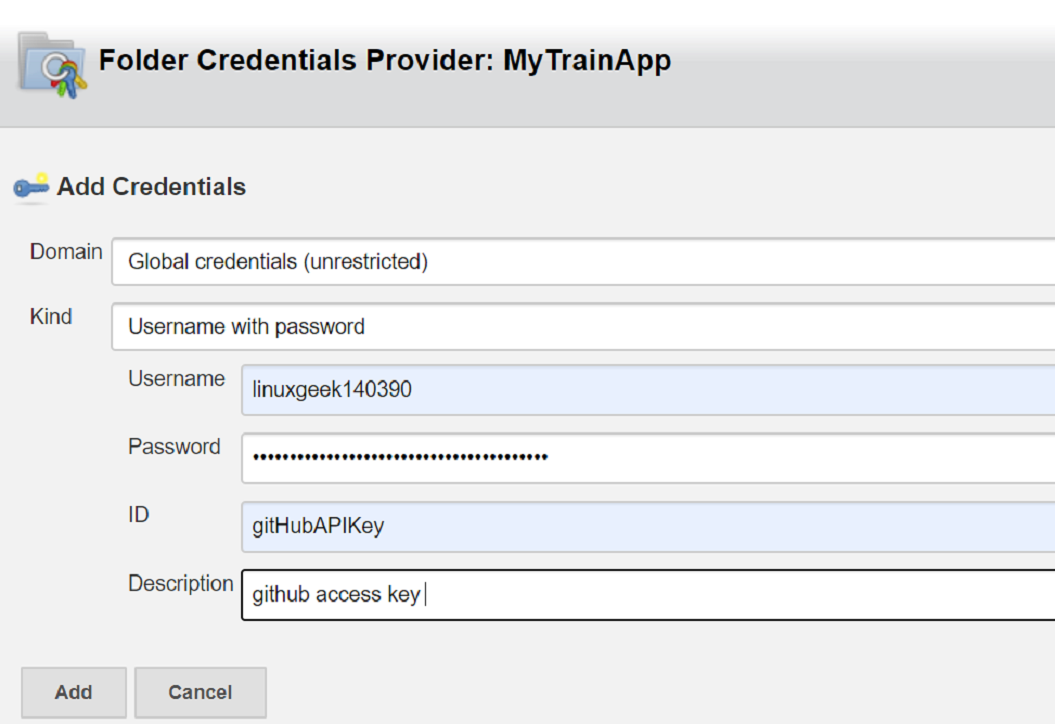 Folder Credentials Provider: MyTrainApp
Add Credentials
Domain
Global credentials (unrestricted)
Kind
Username with password
Username
linuxgeek140390
Password
••••••••••••••••••••••••••••••••••••••••
ID
gitHubAPIKey
Description
github access key
Add
Cancel